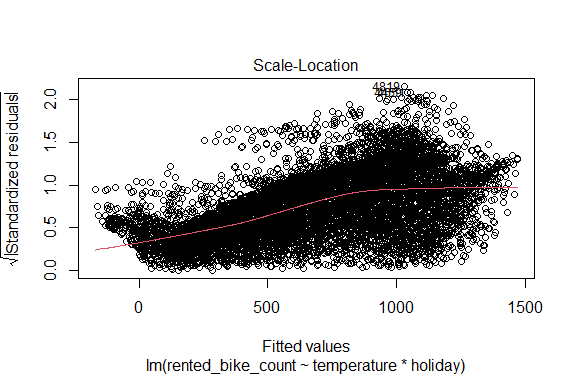 Scale-Location
4819
√|Standardized residuals|
0.0 0.5 1.0 1.5 2.0
0 500 1000 1500
Fitted values
lm(rented_bike_count ~ temperature * holiday)